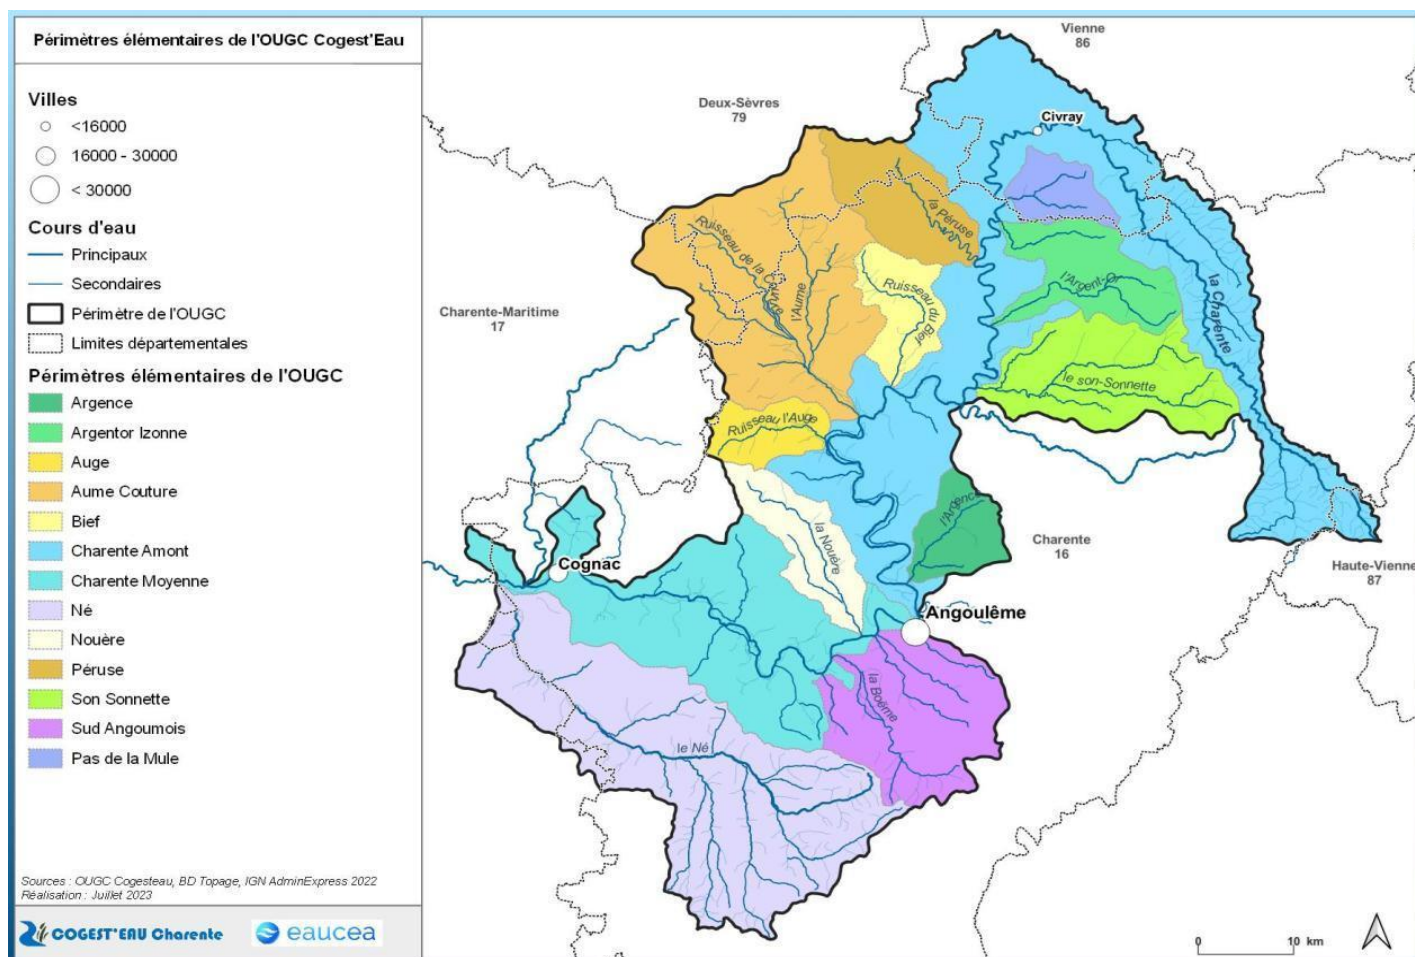 Périmètres élémentaires de l'OUGC Cogest'Eau
Villes
<16000
16000 - 30000
< 30000
Cours d'eau
Principaux
Secondaires
Périmètre de l'OUGC
Limites départementales
Périmètres élémentaires de l'OUGC
Argence
Argentor Izonne
Auge
Aume Couture
Bief
Charente Amont
Charente Moyenne
Né
Nouère
Péruse
Son Sonnette
Sud Angoumois
Pas de la Mule
Sources : OUGC Cogesteau, BD Topage, IGN AdminExpress 2022
Réalisation : Juillet 2023
COGEST'EAU Charente
eaucea
Vienne
86
Deux-Sèvres
79
Civray
la Péruse
Ruisseau de la Couture
l'Aume
Ruisseau du Bief
l'Argent-Or
la Charente
Charente-Maritime
17
le son-Sonnette
Ruisseau l'Auge
l'Argence
la Nouère
Charente
16
Haute-Vienne
87
Cognac
Angoulême
la Boëme
le Né
0 10 km